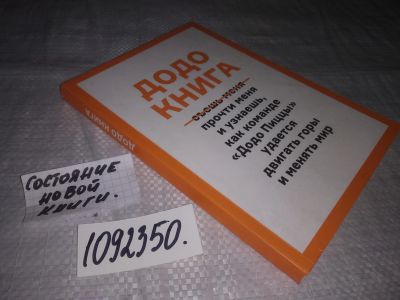 ДОДО
КНИГА
съешь меня
прочти меня
и узнаешь,
как команде
«Додо Пиццы»
удается
двигать горы
и менять мир
ДОДО КНИГА
СОСТОЯНИЕ
НОВОЙ
КНИГИ.
1092350.